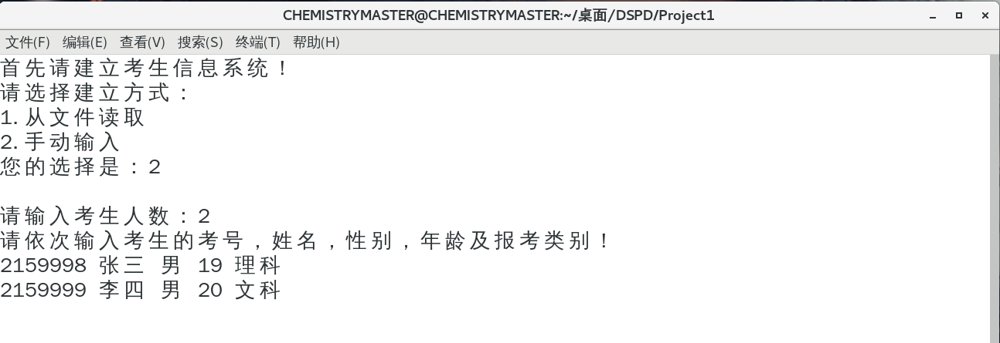 CHEMISTRYMASTER@CHEMISTRYMASTER:~/桌面/DSPD/Project1
文件(F) 编辑(E) 查看(V) 搜索(S) 终端(T) 帮助(H)
首先请建立考生信息系统！
请选择建立方式：
1. 从文件读取
2. 手动输入
您的选择是：2
请输入考生人数：2
请依次输入考生的考号，姓名，性别，年龄及报考类别！
2159998 张三 男 19 理科
2159999 李四 男 20 文科